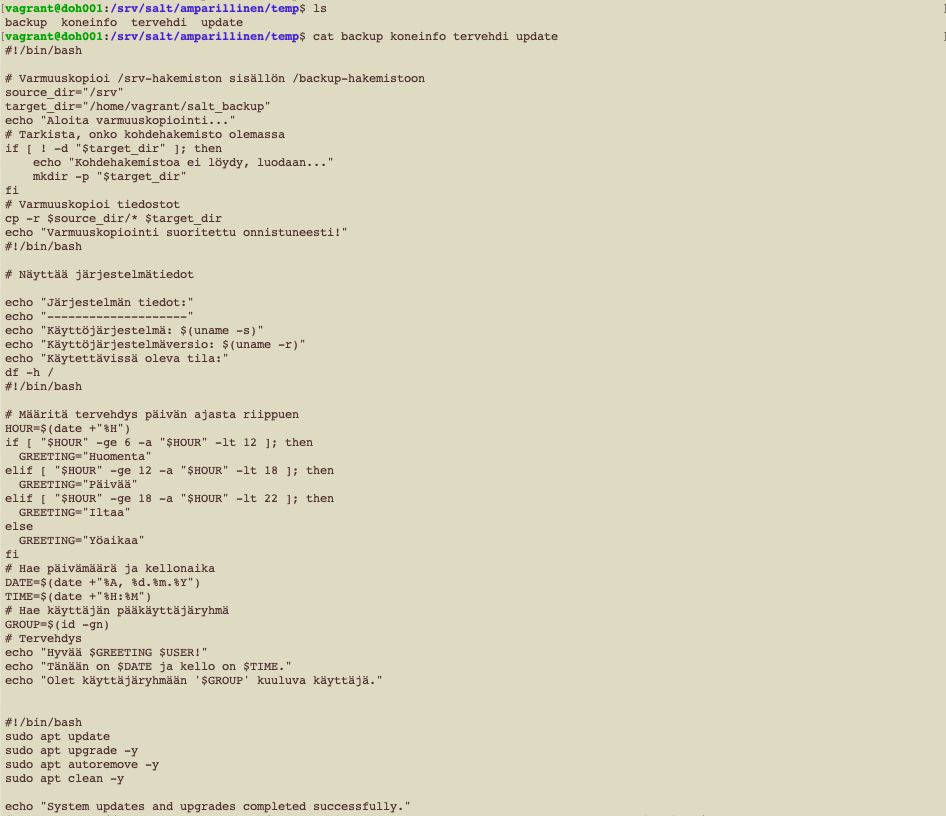 [vagrant@doh001:/srv/salt/amparillinen/temp$ ls ]
backup  koneinfo  tervehdi  update
[vagrant@doh001:/srv/salt/amparillinen/temp$ cat backup koneinfo tervehdi update ]
#!/bin/bash

# Varmuuskopioi /srv-hakemiston sisällön /backup-hakemistoon
source_dir="/srv"
target_dir="/home/vagrant/salt_backup"
echo "Aloita varmuuskopiointi..."
# Tarkista, onko kohdehakemisto olemassa
if [ ! -d "$target_dir" ]; then
    echo "Kohdehakemistoa ei löydy, luodaan..."
    mkdir -p "$target_dir"
fi
# Varmuuskopioi tiedostot
cp -r $source_dir/* $target_dir
echo "Varmuuskopiointi suoritettu onnistuneesti!"
#!/bin/bash

# Näyttää järjestelmätiedot

echo "Järjestelmän tiedot:"
echo "--------------------"
echo "Käyttöjärjestelmä: $(uname -s)"
echo "Käyttöjärjestelmäversio: $(uname -r)"
echo "Käytettävissä oleva tila:"
df -h /
#!/bin/bash

# Määritä tervehdys päivän ajasta riippuen
HOUR=$(date +"%H")
if [ "$HOUR" -ge 6 -a "$HOUR" -lt 12 ]; then
  GREETING="Huomenta"
elif [ "$HOUR" -ge 12 -a "$HOUR" -lt 18 ]; then
  GREETING="Päivää"
elif [ "$HOUR" -ge 18 -a "$HOUR" -lt 22 ]; then
  GREETING="Iltaa"
else
  GREETING="Yöaikaa"
fi
# Hae päivämäärä ja kellonaika
DATE=$(date +"%A, %d.%m.%Y")
TIME=$(date +"%H:%M")
# Hae käyttäjän pääkäyttäjäryhmä
GROUP=$(id -gn)
# Tervehdys
echo "Hyvää $GREETING $USER!"
echo "Tänään on $DATE ja kello on $TIME."
echo "Olet käyttäjäryhmään '$GROUP' kuuluva käyttäjä."


#!/bin/bash
sudo apt update
sudo apt upgrade -y
sudo apt autoremove -y
sudo apt clean -y

echo "System updates and upgrades completed successfully."